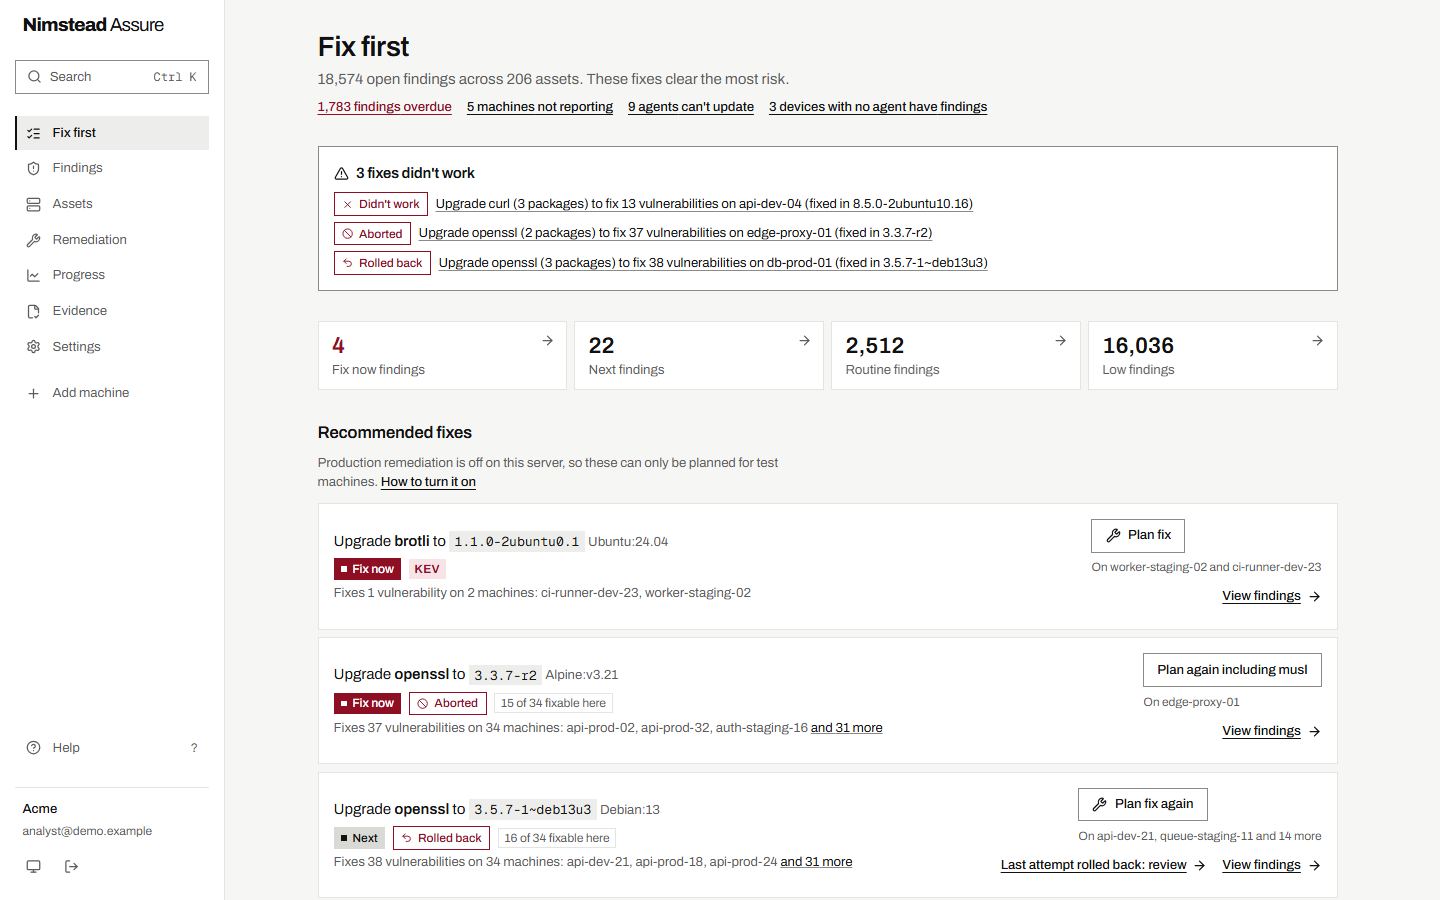 Nimstead Assure
Search Ctrl K
Fix first
Findings
Assets
Remediation
Progress
Evidence
Settings
Add machine
Help ?
Acme
analyst@demo.example
Fix first
18,574 open findings across 206 assets. These fixes clear the most risk.
1,783 findings overdue 5 machines not reporting 9 agents can't update 3 devices with no agent have findings
3 fixes didn't work
Didn't work Upgrade curl (3 packages) to fix 13 vulnerabilities on api-dev-04 (fixed in 8.5.0-2ubuntu10.16)
Aborted Upgrade openssl (2 packages) to fix 37 vulnerabilities on edge-proxy-01 (fixed in 3.3.7-r2)
Rolled back Upgrade openssl (3 packages) to fix 38 vulnerabilities on db-prod-01 (fixed in 3.5.7-1~deb13u3)
4
Fix now findings
22
Next findings
2,512
Routine findings
16,036
Low findings
Recommended fixes
Production remediation is off on this server, so these can only be planned for test
machines. How to turn it on
Upgrade brotli to 1.1.0-2ubuntu0.1 Ubuntu:24.04
Fix now KEV
Fixes 1 vulnerability on 2 machines: ci-runner-dev-23, worker-staging-02
Plan fix
On worker-staging-02 and ci-runner-dev-23
View findings
Upgrade openssl to 3.3.7-r2 Alpine:v3.21
Fix now Aborted 15 of 34 fixable here
Fixes 37 vulnerabilities on 34 machines: api-prod-02, api-prod-32, auth-staging-16 and 31 more
Plan again including musl
On edge-proxy-01
View findings
Upgrade openssl to 3.5.7-1~deb13u3 Debian:13
Next Rolled back 16 of 34 fixable here
Fixes 38 vulnerabilities on 34 machines: api-dev-21, api-prod-18, api-prod-24 and 31 more
Plan fix again
On api-dev-21, queue-staging-11 and 14 more
Last attempt rolled back: review View findings